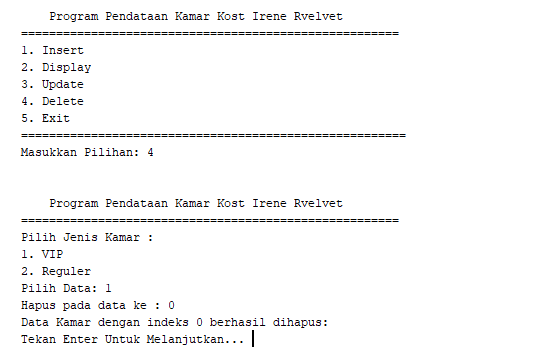 Program Pendataan Kamar Kost Irene Rvelvet
======================================================
1. Insert
2. Display
3. Update
4. Delete
5. Exit
=======================================================
Masukkan Pilihan: 4
Program Pendataan Kamar Kost Irene Rvelvet
======================================================
Pilih Jenis Kamar :
1. VIP
2. Reguler
Pilih Data: 1
Hapus pada data ke : 0
Data Kamar dengan indeks 0 berhasil dihapus:
Tekan Enter Untuk Melanjutkan...